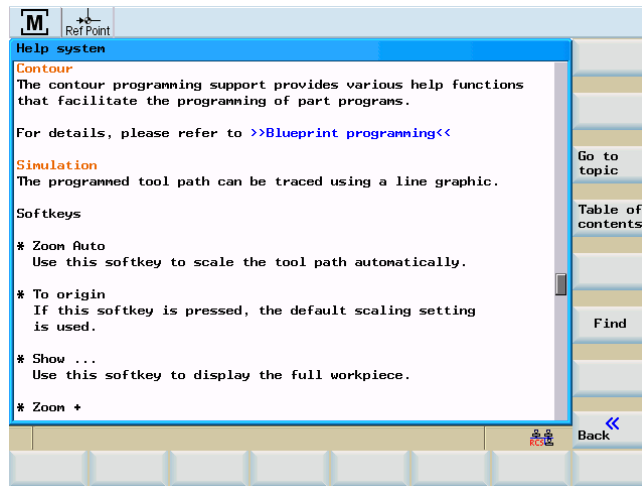 M
Ref Point
Help system
Contour
The contour programming support provides various help functions
that facilitate the programming of part programs.
For details, please refer to >>Blueprint programming<<
Simulation
The programmed tool path can be traced using a line graphic.
Softkeys
* Zoom Auto
Use this softkey to scale the tool path automatically.
* To origin
If this softkey is pressed, the default scaling setting
is used.
* Show ...
Use this softkey to display the full workpiece.
* Zoom +
Go to
topic
Table of
contents
Find
«
Back
RCS